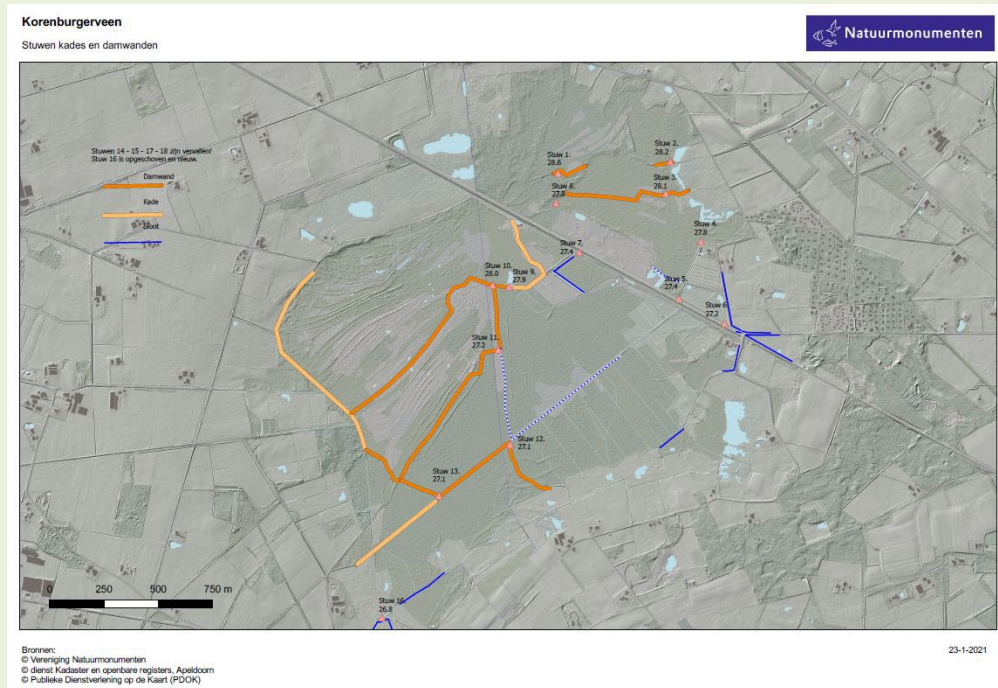 Korenburgerveen
Stuwen kades en damwanden
Natuurmonumenten
Stuwen 14 - 15 - 17 - 18 zijn vervallen!
Stuw 16 is opgeschoven en nieuw.
Damwand
Kade
Sloot
Stuw 1.
28.6
Stuw 2.
28.2
Stuw 8.
27.8
Stuw 3.
28.1
Stuw 4.
27.8
Stuw 7.
27.4
Stuw 10.
28.0
Stuw 9.
27.9
Stuw 5.
27.4
Stuw 6.
27.2
Stuw 11.
27.2
Stuw 12.
27.1
Stuw 13.
27.1
Stuw 16.
26.8
0 250 500 750 m
Bronnen:
© Vereniging Natuurmonumenten
© dienst Kadaster en openbare registers, Apeldoorn
© Publieke Dienstverlening op de Kaart (PDOK)
23-1-2021